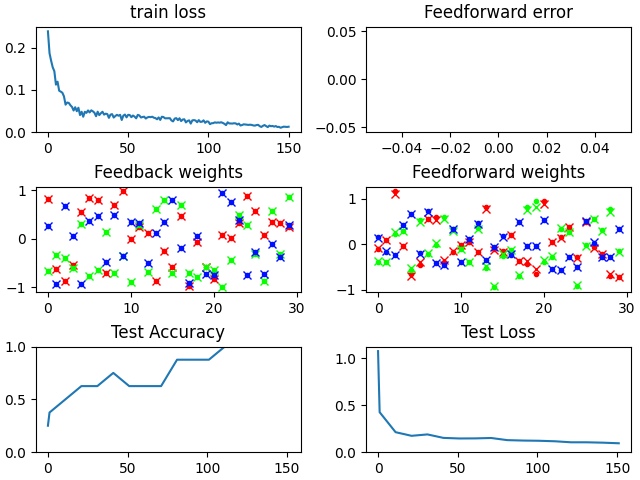 train loss
Feedforward error
0.2
0.1
0.0
0 50 100 150
0.05
0.00
−0.05
−0.04 −0.02 0.00 0.02 0.04
Feedback weights
Feedforward weights
1
0
−1
0 10 20 30
1
0
−1
0 10 20 30
Test Accuracy
Test Loss
1.0
0.5
0.0
0 50 100 150
1.0
0.5
0.0
0 50 100 150